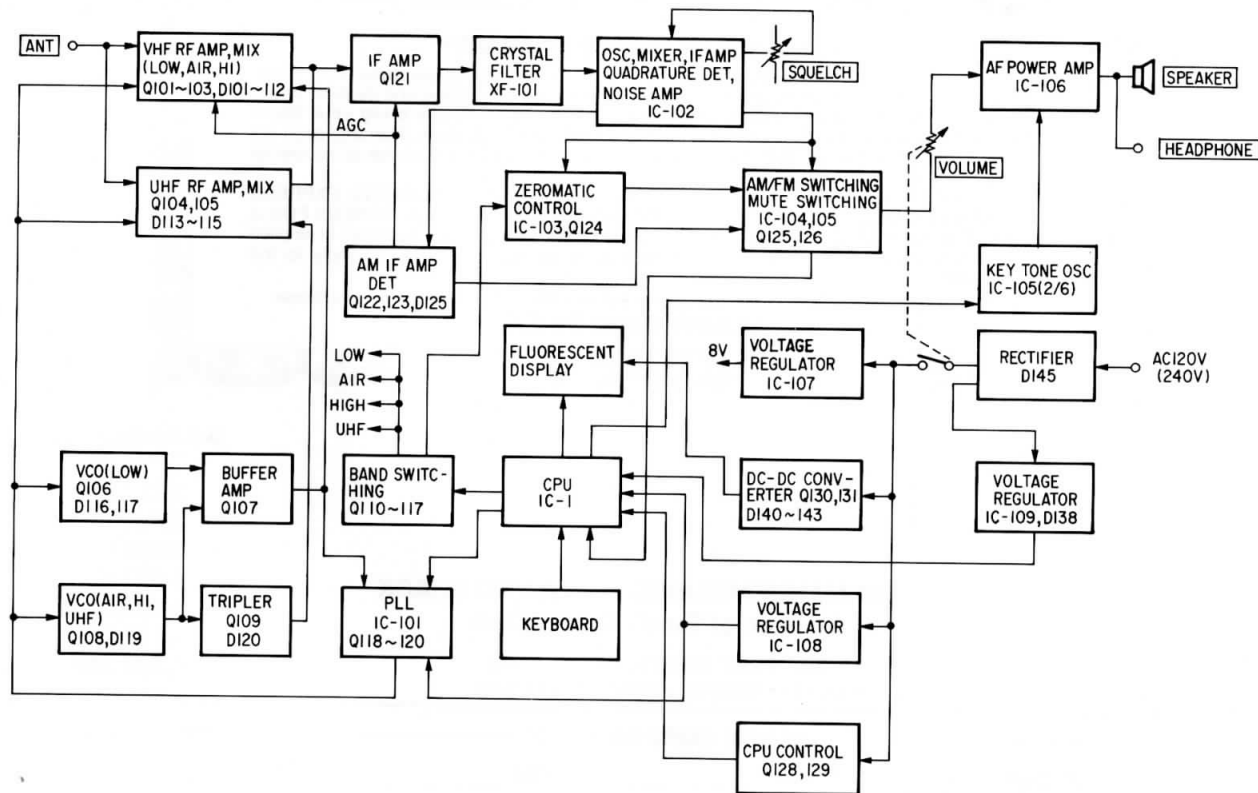 ANT
VHF RF AMP, MIX
(LOW, AIR, HI)
Q101~103, D101~112
IF AMP
Q121
CRYSTAL
FILTER
XF-101
OSC, MIXER, IF AMP
QUADRATURE DET,
NOISE AMP
IC-102
SQUELCH
AF POWER AMP
IC-106
SPEAKER
HEADPHONE
AGC
VOLUME
UHF RF AMP, MIX
Q104, 105
D113~115
ZEROMATIC
CONTROL
IC-103, Q124
AM/FM SWITCHING
MUTE SWITCHING
IC-104, 105
Q125, 126
AM IF AMP
DET
Q122, 123, D125
KEY TONE OSC
IC-105(2/6)
LOW
AIR
HIGH
UHF
FLUORESCENT
DISPLAY
8V
VOLTAGE
REGULATOR
IC-107
RECTIFIER
D145
AC120V
(240V)
VCO(LOW)
Q106
D116, 117
BUFFER
AMP
Q107
BAND SWITC-
HING
Q110~117
CPU
IC-1
DC-DC CONV-
ERTER Q130, 131
D140~143
VOLTAGE
REGULATOR
IC-109, D138
VCO(AIR, HI,
UHF)
Q108, D119
TRIPLER
Q109
D120
PLL
IC-101
Q118~120
KEYBOARD
VOLTAGE
REGULATOR
IC-108
CPU CONTROL
Q128, 129